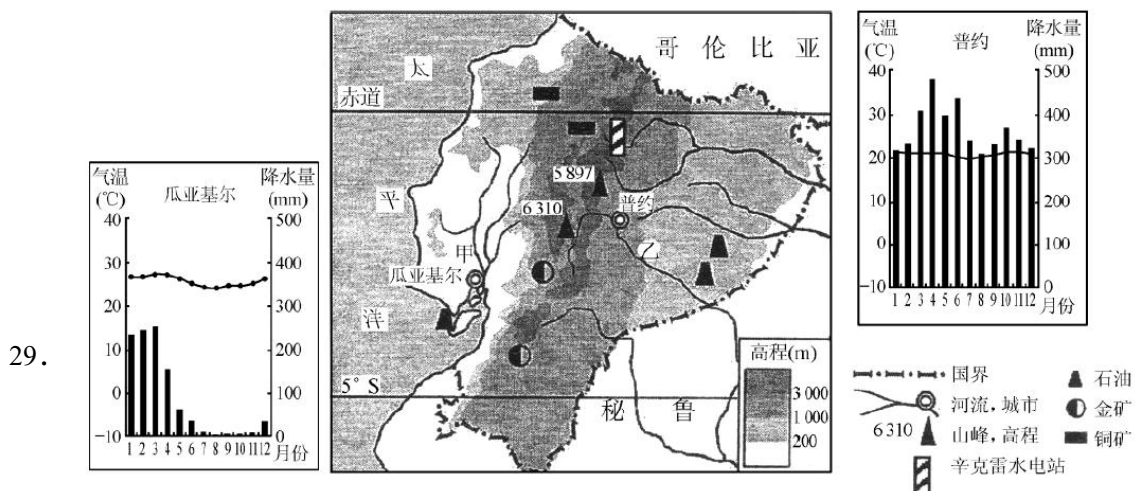 29.
气温 降水量
(℃) 瓜亚基尔 (mm)
40 500
30 400
20 300
10 200
0 100
-10 0
1 2 3 4 5 6 7 8 9 10 11 12 月份
哥 伦 比 亚
太
赤道
平
洋
5 897
6 310
普约
甲
乙
瓜亚基尔
5° S
秘 鲁
高程(m)
3 000
1 000
200
气温 降水量
(℃) 普约 (mm)
40 500
30 400
20 300
10 200
0 100
-10 0
1 2 3 4 5 6 7 8 9 10 11 12 月份
国界
河流，城市
6 310 山峰，高程
辛克雷水电站
石油
金矿
铜矿